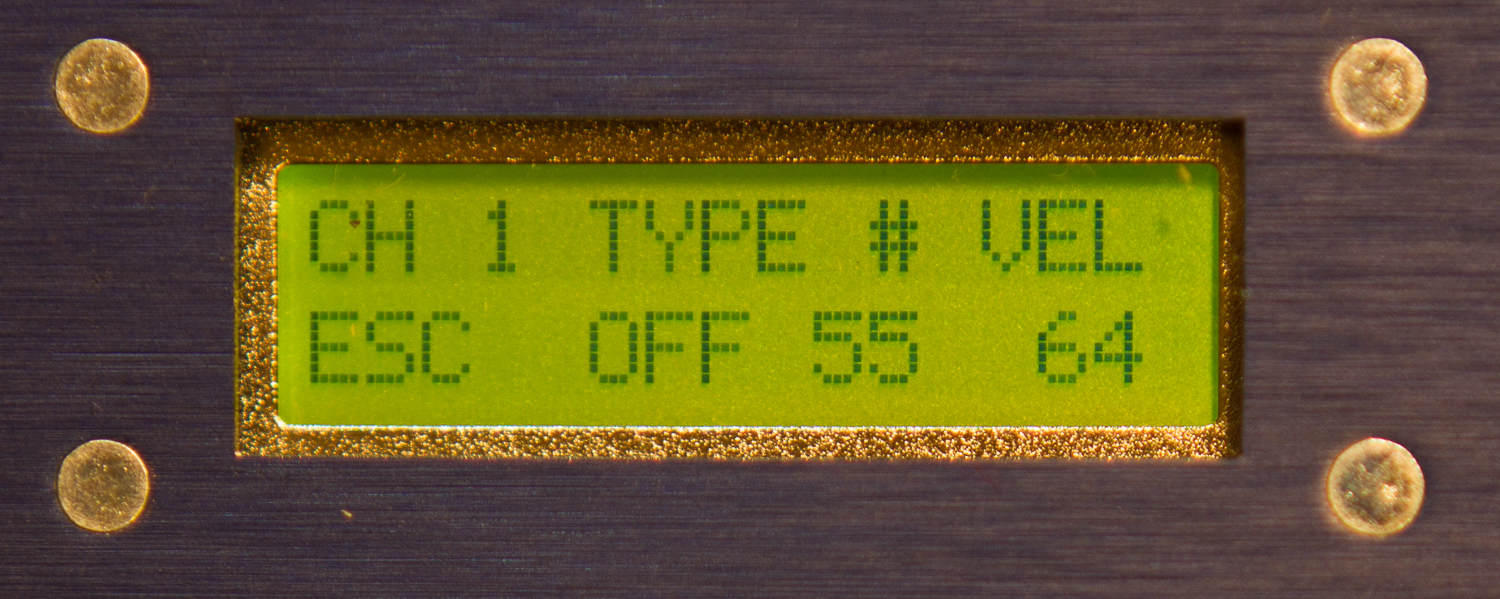 CH 1 TYPE # VEL
ESC OFF 55 64